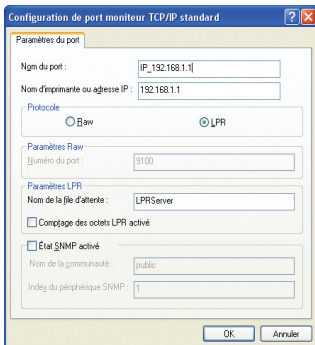 Configuration de port moniteur TCP/IP standard
Paramètres du port
Nom du port :
IP_192.168.1.1
Nom d'imprimante ou adresse IP :
192.168.1.1
Protocole
Raw
LPR
Paramètres Raw
Numéro du port :
9100
Paramètres LPR
Nom de la file d'attente :
LPRServer
Comptage des octets LPR activé
État SNMP activé
Nom de la communauté :
public
Index du périphérique SNMP :
1
OK
Annuler